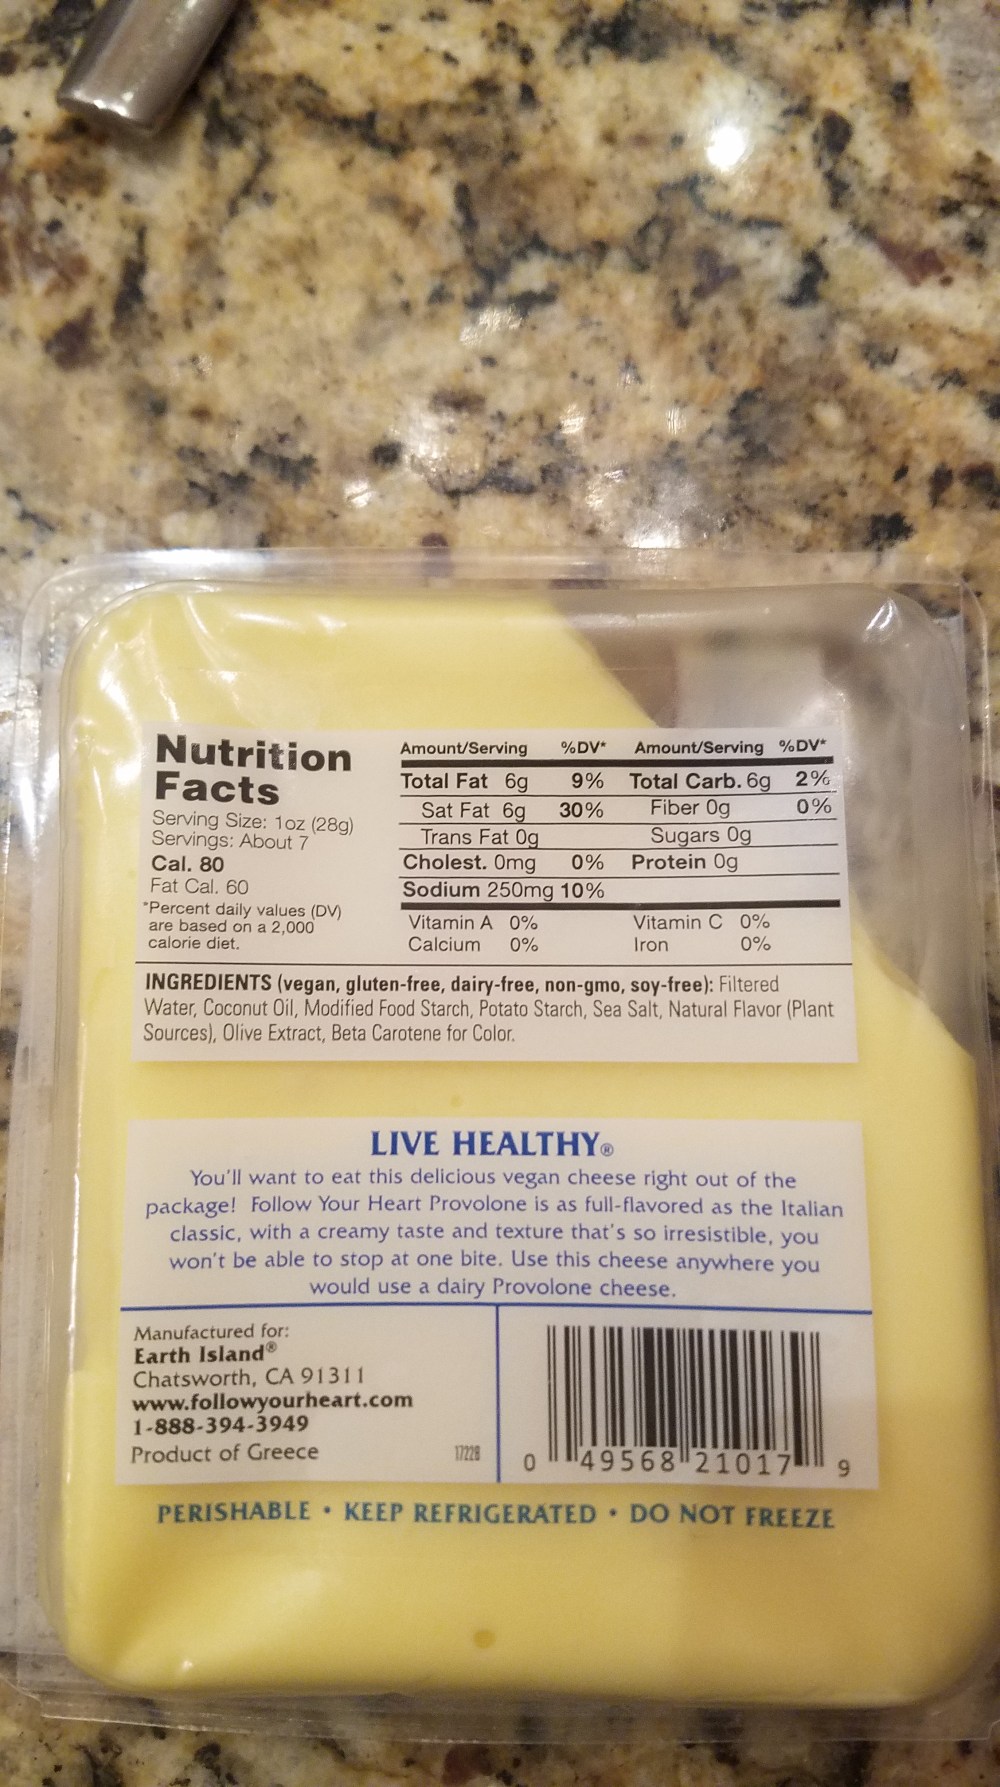 Nutrition
Facts
Serving Size: 1oz (28g)
Servings: About 7
Cal. 80
Fat Cal. 60
*Percent daily values (DV)
are based on a 2,000
calorie diet.
Amount/Serving %DV* Amount/Serving %DV*
Total Fat 6g 9% Total Carb. 6g 2%
Sat Fat 6g 30% Fiber 0g 0%
Trans Fat 0g Sugars 0g
Cholest. 0mg 0% Protein 0g
Sodium 250mg 10%
Vitamin A 0% Vitamin C 0%
Calcium 0% Iron 0%
INGREDIENTS (vegan, gluten-free, dairy-free, non-gmo, soy-free): Filtered
Water, Coconut Oil, Modified Food Starch, Potato Starch, Sea Salt, Natural Flavor (Plant
Sources), Olive Extract, Beta Carotene for Color.
LIVE HEALTHY®
You'll want to eat this delicious vegan cheese right out of the
package! Follow Your Heart Provolone is as full-flavored as the Italian
classic, with a creamy taste and texture that's so irresistible, you
won't be able to stop at one bite. Use this cheese anywhere you
would use a dairy Provolone cheese.
Manufactured for:
Earth Island®
Chatsworth, CA 91311
www.followyourheart.com
1-888-394-3949
Product of Greece 17228
0 49568 21017 9
PERISHABLE • KEEP REFRIGERATED • DO NOT FREEZE